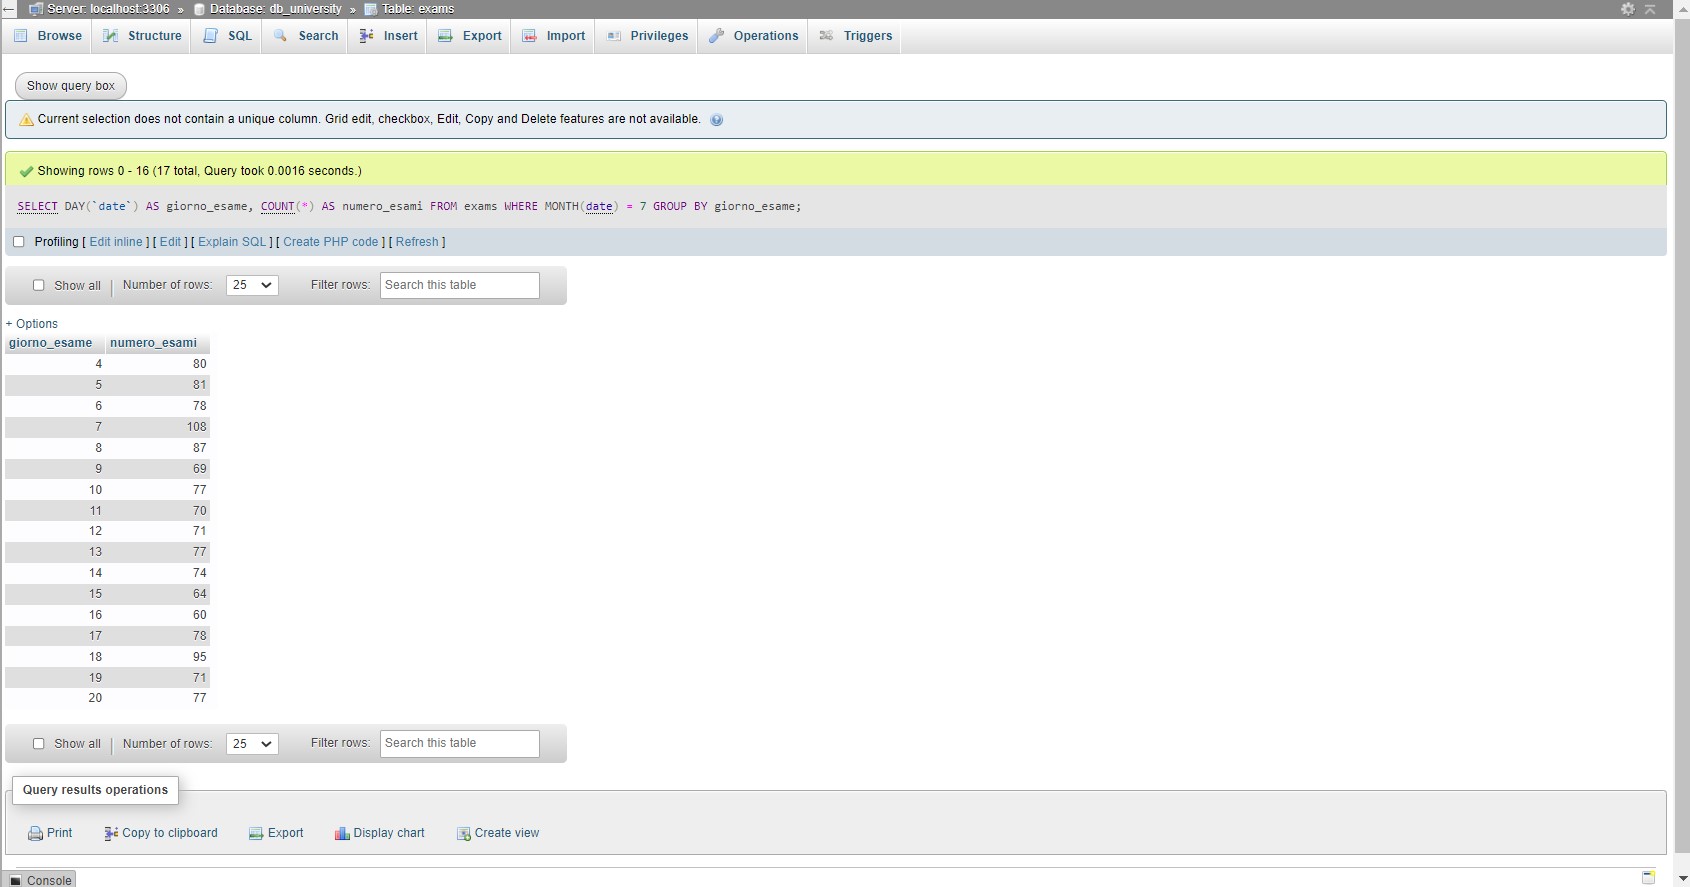 Server: localhost:3306 » Database: db_university » Table: exams
Browse Structure SQL Search Insert Export Import Privileges Operations Triggers
Show query box
Current selection does not contain a unique column. Grid edit, checkbox, Edit, Copy and Delete features are not available.
Showing rows 0 - 16 (17 total, Query took 0.0016 seconds.)
SELECT DAY(`date`) AS giorno_esame, COUNT(*) AS numero_esami FROM exams WHERE MONTH(date) = 7 GROUP BY giorno_esame;
Profiling [ Edit inline ] [ Edit ] [ Explain SQL ] [ Create PHP code ] [ Refresh ]
Show all | Number of rows: 25 Filter rows: Search this table
+ Options
giorno_esame numero_esami
4 80
5 81
6 78
7 108
8 87
9 69
10 77
11 70
12 71
13 77
14 74
15 64
16 60
17 78
18 95
19 71
20 77
Show all | Number of rows: 25 Filter rows: Search this table
Query results operations
Print Copy to clipboard Export Display chart Create view
Console